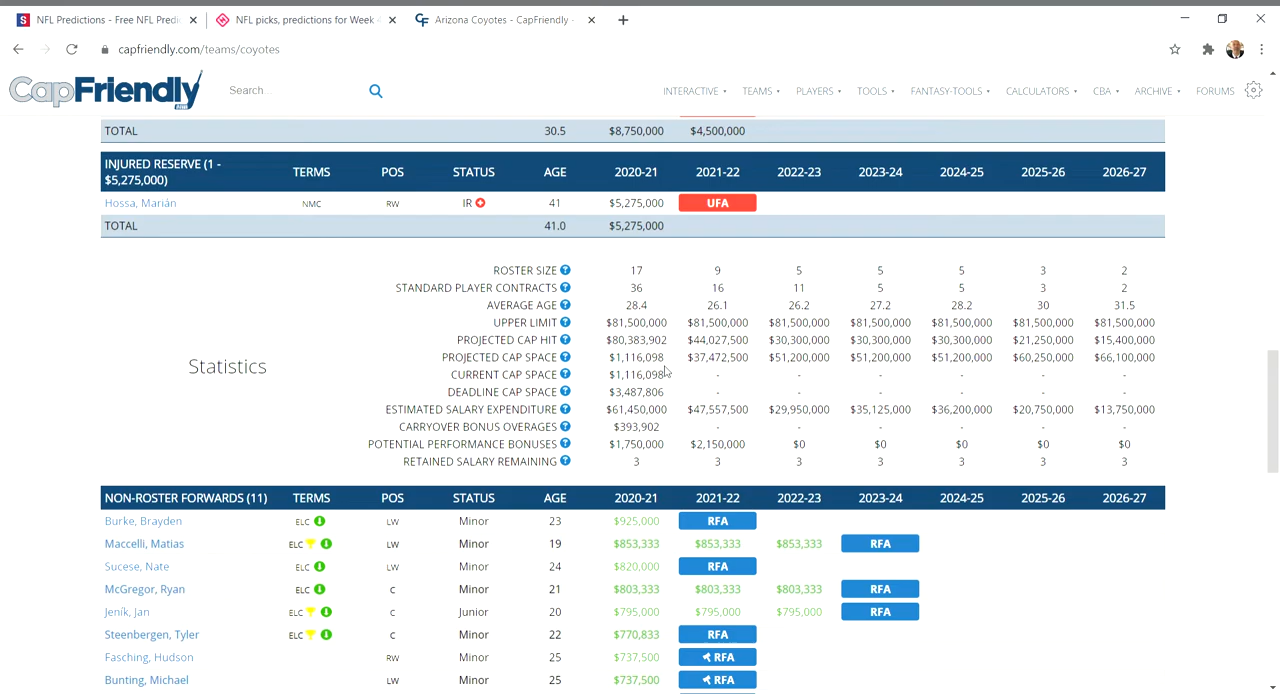 NFL Predictions - Free NFL Predi
NFL picks, predictions for Week 4
Arizona Coyotes - CapFriendly -
capfriendly.com/teams/coyotes
CapFriendly
Search...
INTERACTIVE TEAMS PLAYERS TOOLS FANTASY-TOOLS CALCULATORS CBA ARCHIVE FORUMS
TOTAL 30.5 $8,750,000 $4,500,000
INJURED RESERVE (1 - $5,275,000) TERMS POS STATUS AGE 2020-21 2021-22 2022-23 2023-24 2024-25 2025-26 2026-27
Hossa, Marián NMC RW IR 41 $5,275,000 UFA
TOTAL 41.0 $5,275,000
Statistics
ROSTER SIZE 17 9 5 5 5 3 2
STANDARD PLAYER CONTRACTS 36 16 11 5 5 3 2
AVERAGE AGE 28.4 26.1 26.2 27.2 28.2 30 31.5
UPPER LIMIT $81,500,000 $81,500,000 $81,500,000 $81,500,000 $81,500,000 $81,500,000 $81,500,000
PROJECTED CAP HIT $80,383,902 $44,027,500 $30,300,000 $30,300,000 $30,300,000 $21,250,000 $15,400,000
PROJECTED CAP SPACE $1,116,098 $37,472,500 $51,200,000 $51,200,000 $51,200,000 $60,250,000 $66,100,000
CURRENT CAP SPACE $1,116,098 - - - - - -
DEADLINE CAP SPACE $3,487,806 - - - - - -
ESTIMATED SALARY EXPENDITURE $61,450,000 $47,557,500 $29,950,000 $35,125,000 $36,200,000 $20,750,000 $13,750,000
CARRYOVER BONUS OVERAGES $393,902 - - - - - -
POTENTIAL PERFORMANCE BONUSES $1,750,000 $2,150,000 $0 $0 $0 $0 $0
RETAINED SALARY REMAINING 3 3 3 3 3 3 3
NON-ROSTER FORWARDS (11) TERMS POS STATUS AGE 2020-21 2021-22 2022-23 2023-24 2024-25 2025-26 2026-27
Burke, Brayden ELC LW Minor 23 $925,000 RFA
Maccelli, Matias ELC LW Minor 19 $853,333 $853,333 $853,333 RFA
Sucese, Nate ELC LW Minor 24 $820,000 RFA
McGregor, Ryan ELC C Minor 21 $803,333 $803,333 $803,333 RFA
Jeník, Jan ELC C Junior 20 $795,000 $795,000 $795,000 RFA
Steenbergen, Tyler ELC C Minor 22 $770,833 RFA
Fasching, Hudson RW Minor 25 $737,500 RFA
Bunting, Michael LW Minor 25 $737,500 RFA